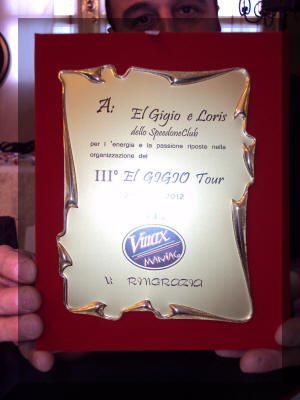 A: El Gigio e Loris
dello SpeedoneClub
per l 'energia e la passione riposte nella
organizzazione del
III° El GIGIO Tour
2012
Vmax
MANIAC
Vi RINGRAZIA